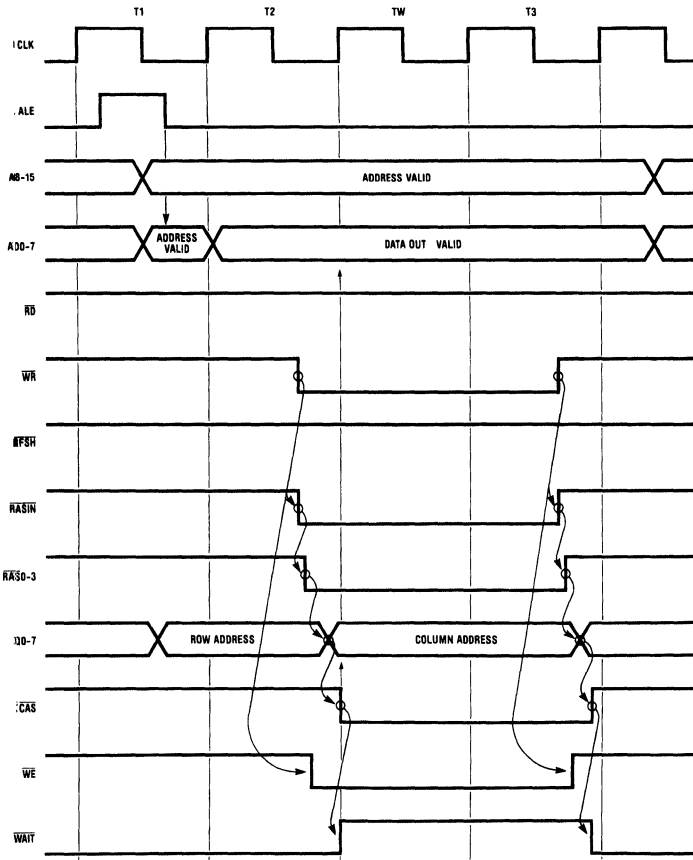 T1 T2 TW T3
CLK
ALE
A8-15
ADDRESS VALID
AD0-7
ADDRESS VALID
DATA OUT VALID
RD
WR
RFSH
RASIN
RAS0-3
Q0-7
ROW ADDRESS
COLUMN ADDRESS
CAS
WE
WAIT